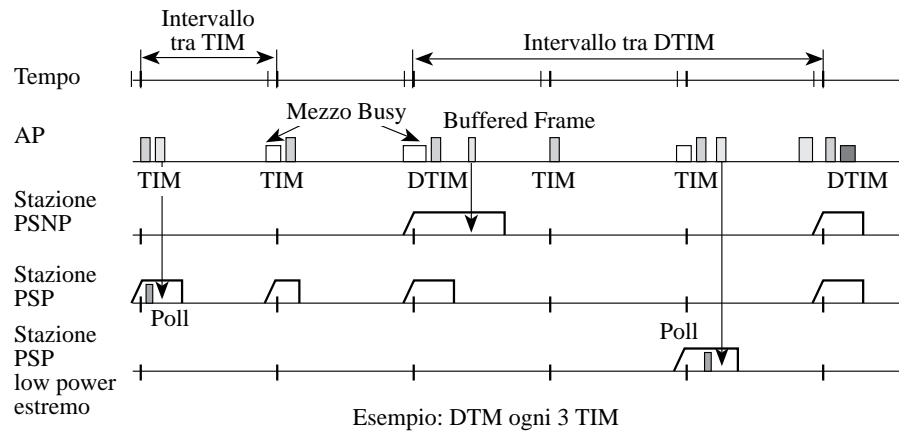 Intervallo
tra TIM
Intervallo tra DTIM
Tempo
Mezzo Busy
Buffered Frame
AP
TIM
TIM
DTIM
TIM
TIM
DTIM
Stazione
PSNP
Stazione
PSP
Poll
Stazione
PSP
low power
estremo
Poll
Esempio: DTM ogni 3 TIM